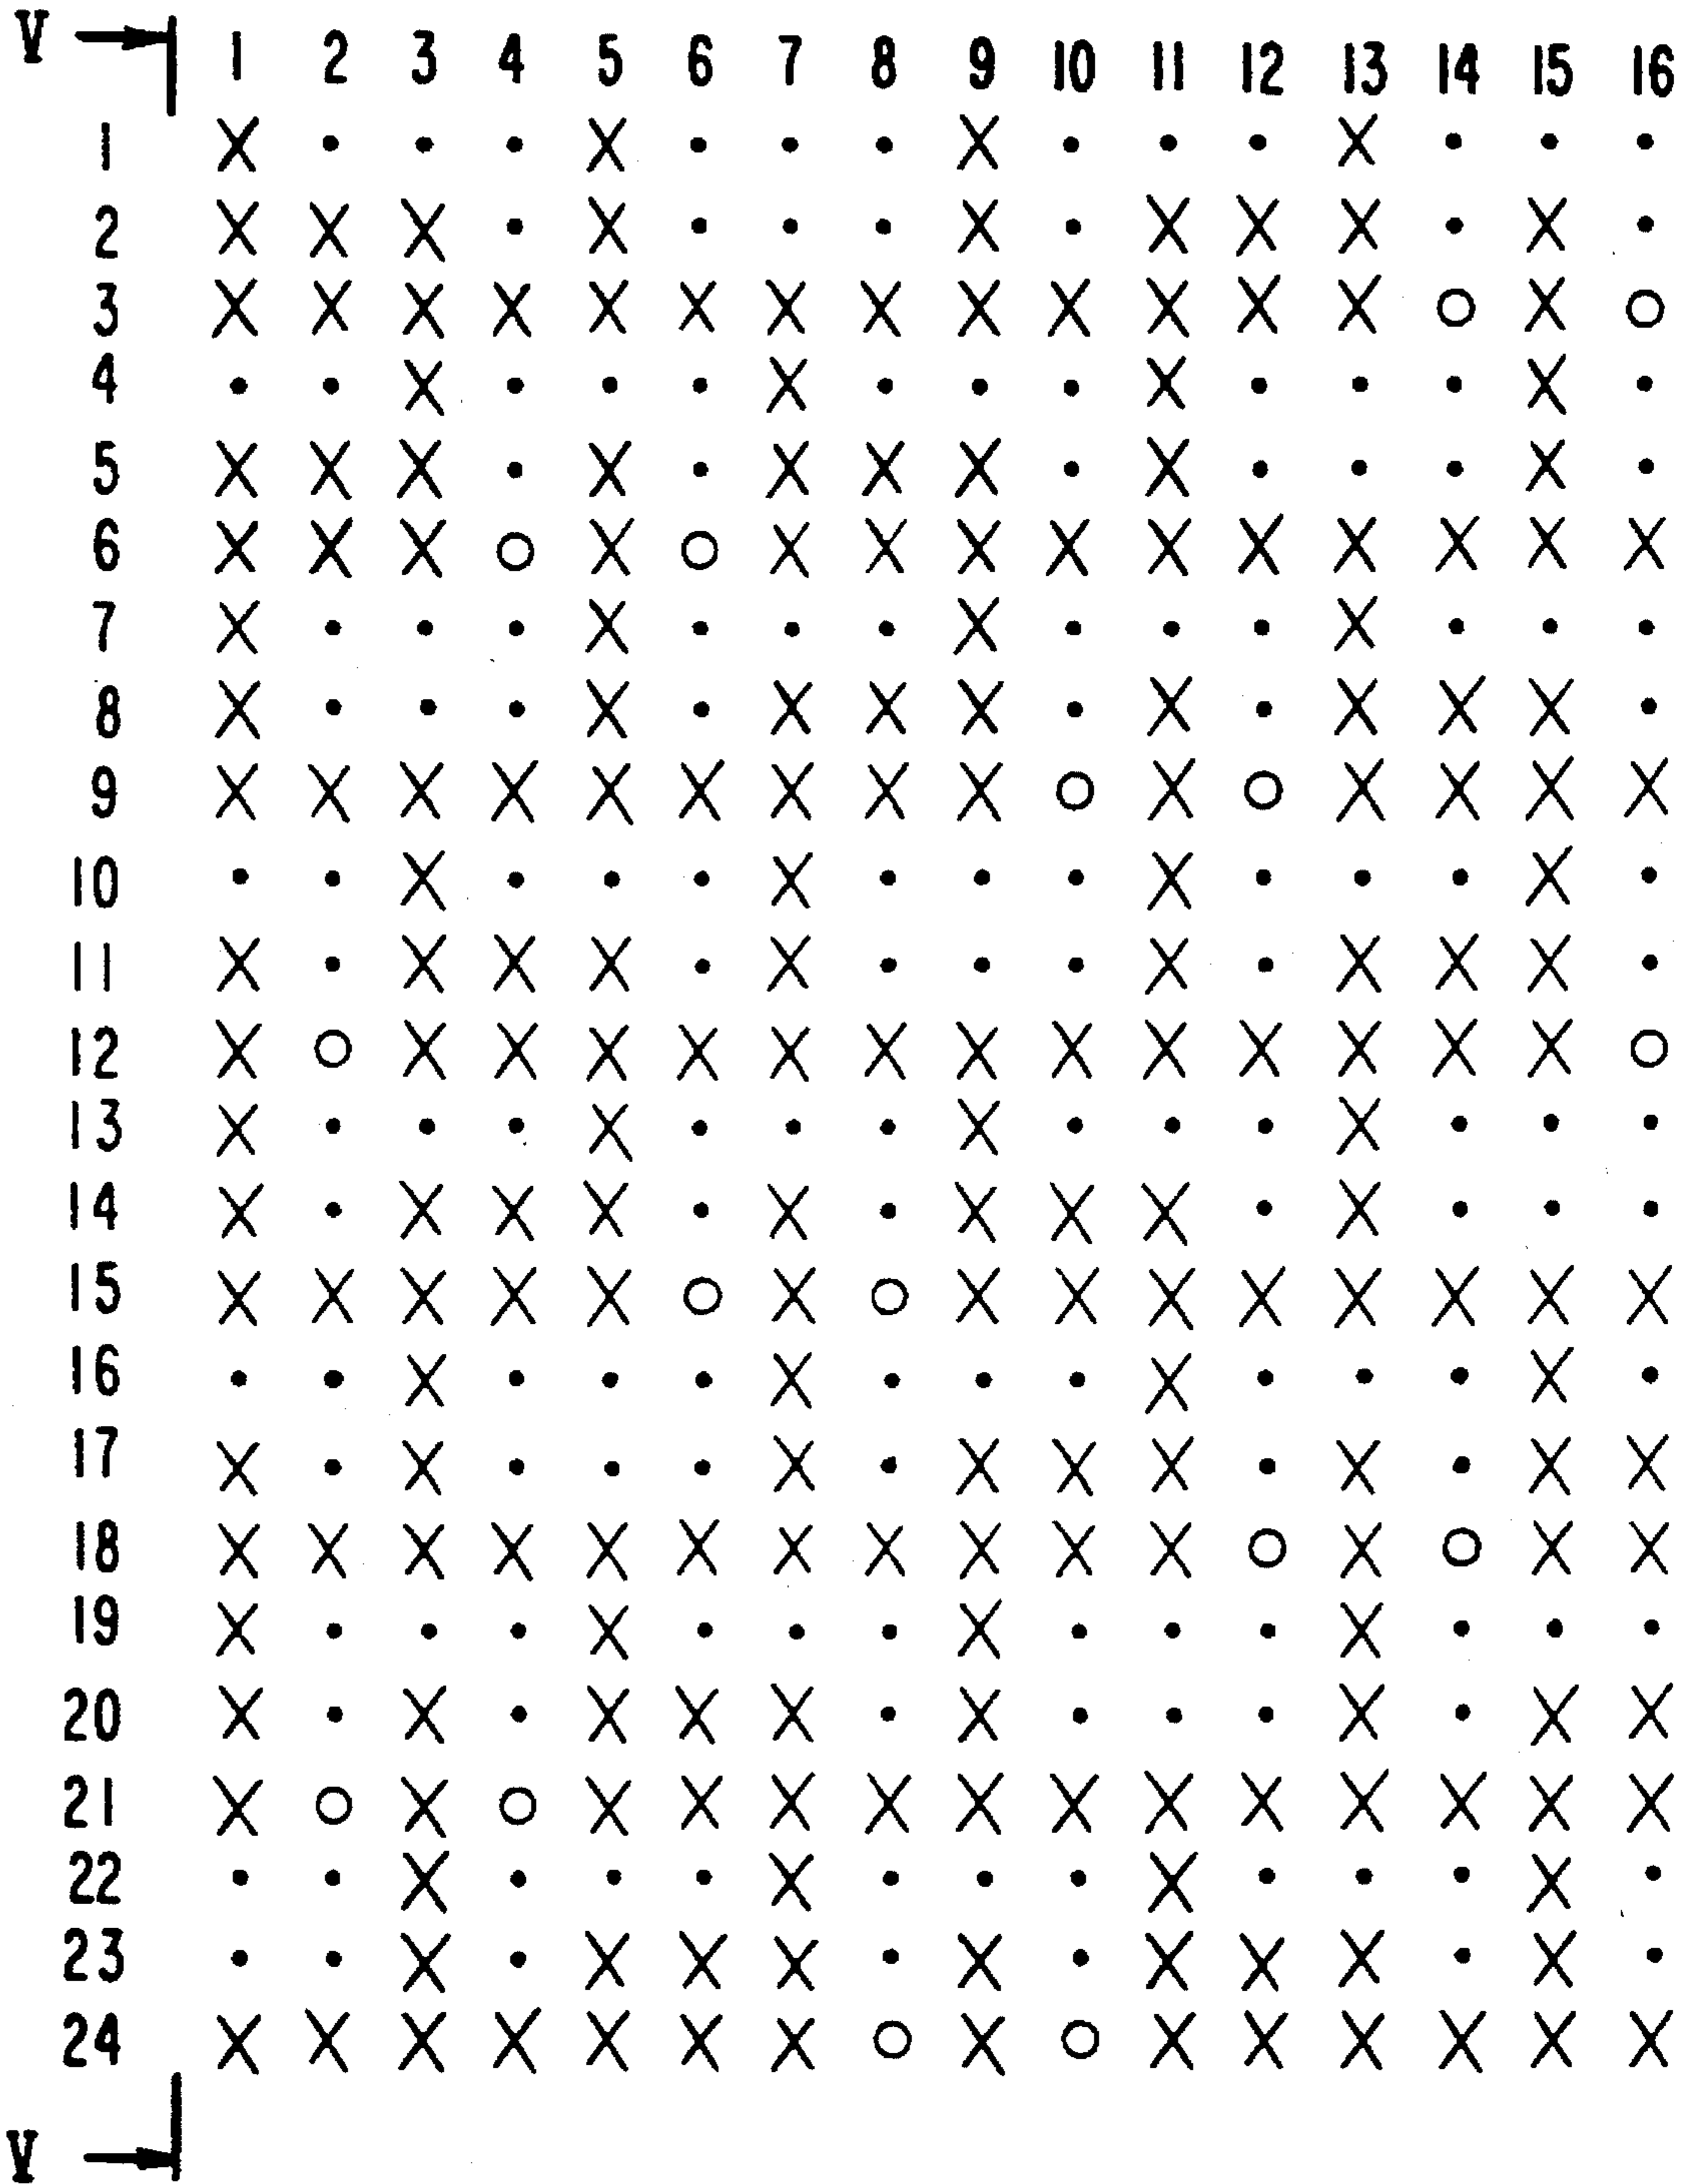 V 1 2 3 4 5 6 7 8 9 10 11 12 13 14 15 16
1 X • • • X • • • X • • • X • • •
2 X X X • X • • • X • X X X • X •
3 X X X X X X X X X X X X X O X O
4 • • X • • • X • • • X • • • X •
5 X X X • X • X X X • X • • • X •
6 X X X O X O X X X X X X X X X X
7 X • • • X • • • X • • • X • • •
8 X • • • X • X X X • X • X X X •
9 X X X X X X X X X O X O X X X X
10 • • X • • • X • • • X • • • X •
11 X • X X X • X • • • X • X X X •
12 X O X X X X X X X X X X X X X O
13 X • • • X • • • X • • • X • • •
14 X • X X X • X • X X X • X • • •
15 X X X X X O X O X X X X X X X X
16 • • X • • • X • • • X • • • X •
17 X • X • • • X • X X X • X • X X
18 X X X X X X X X X X X O X O X X
19 X • • • X • • • X • • • X • • •
20 X • X • X X X • X • • • X • X X
21 X O X O X X X X X X X X X X X X
22 • • X • • • X • • • X • • • X •
23 • • X • X X X • X • X X X • X •
24 X X X X X X X O X O X X X X X X
V